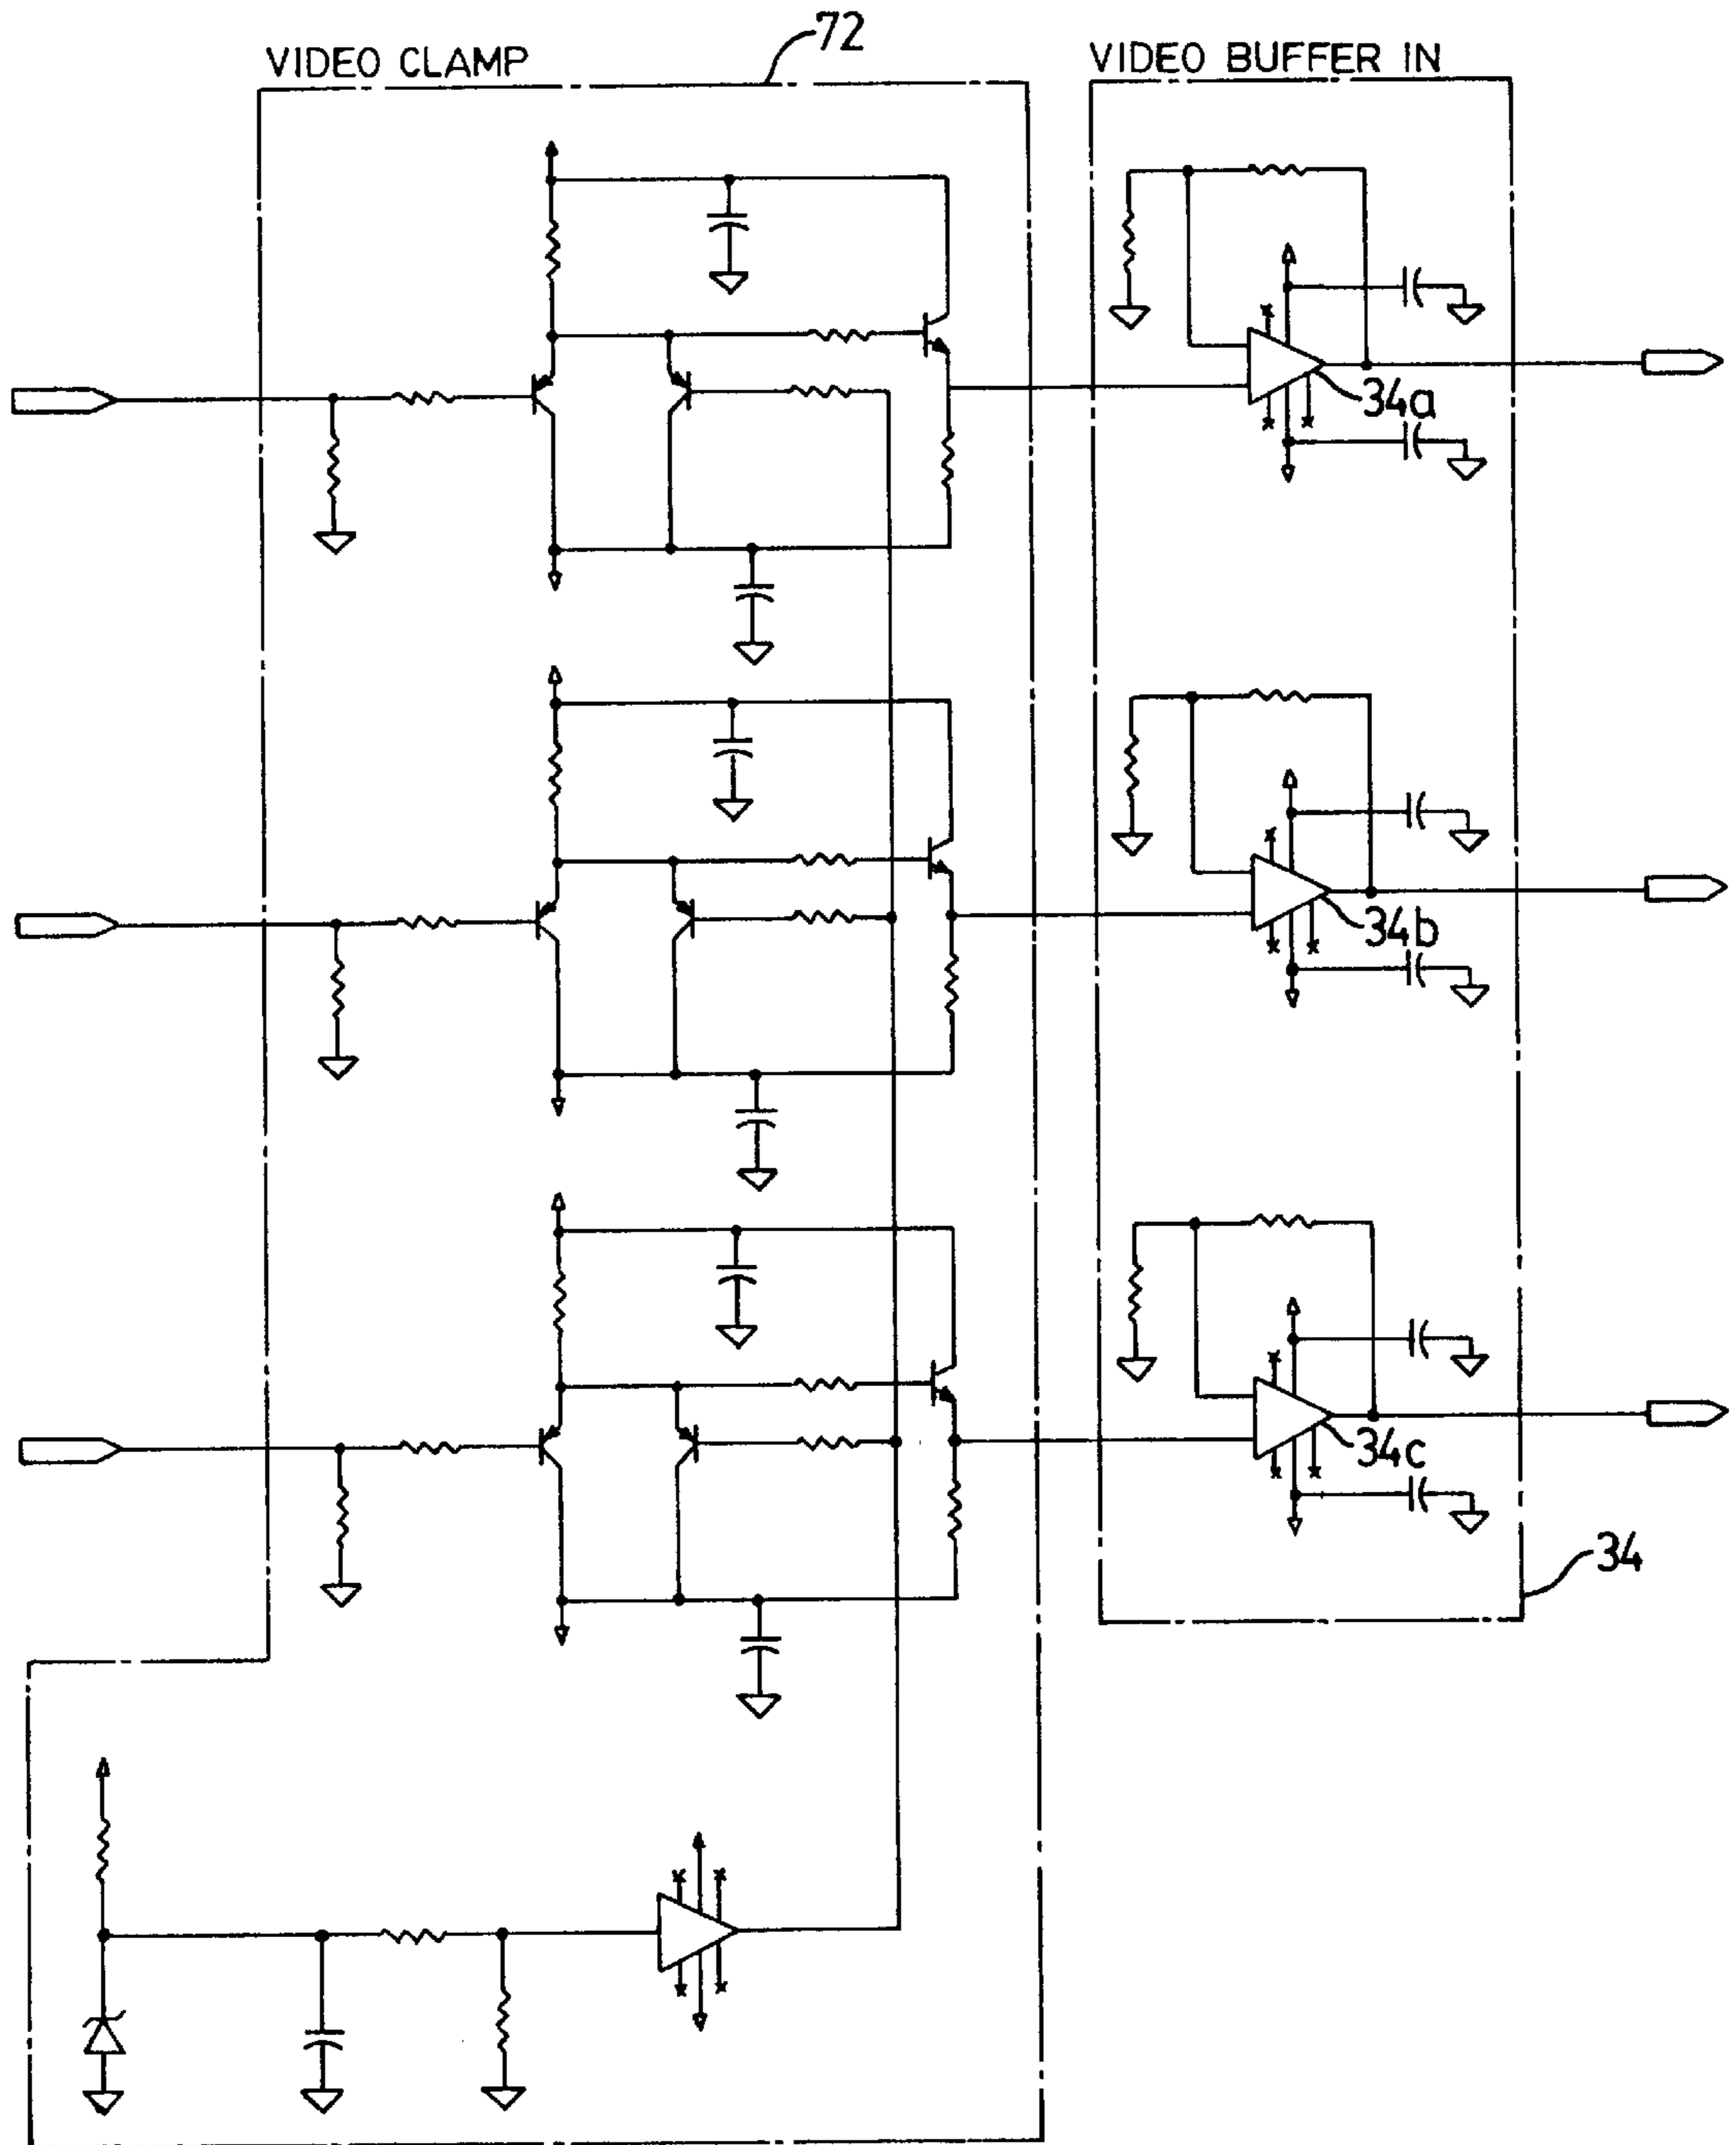 72
VIDEO CLAMP
VIDEO BUFFER IN
34a
34b
34c
34